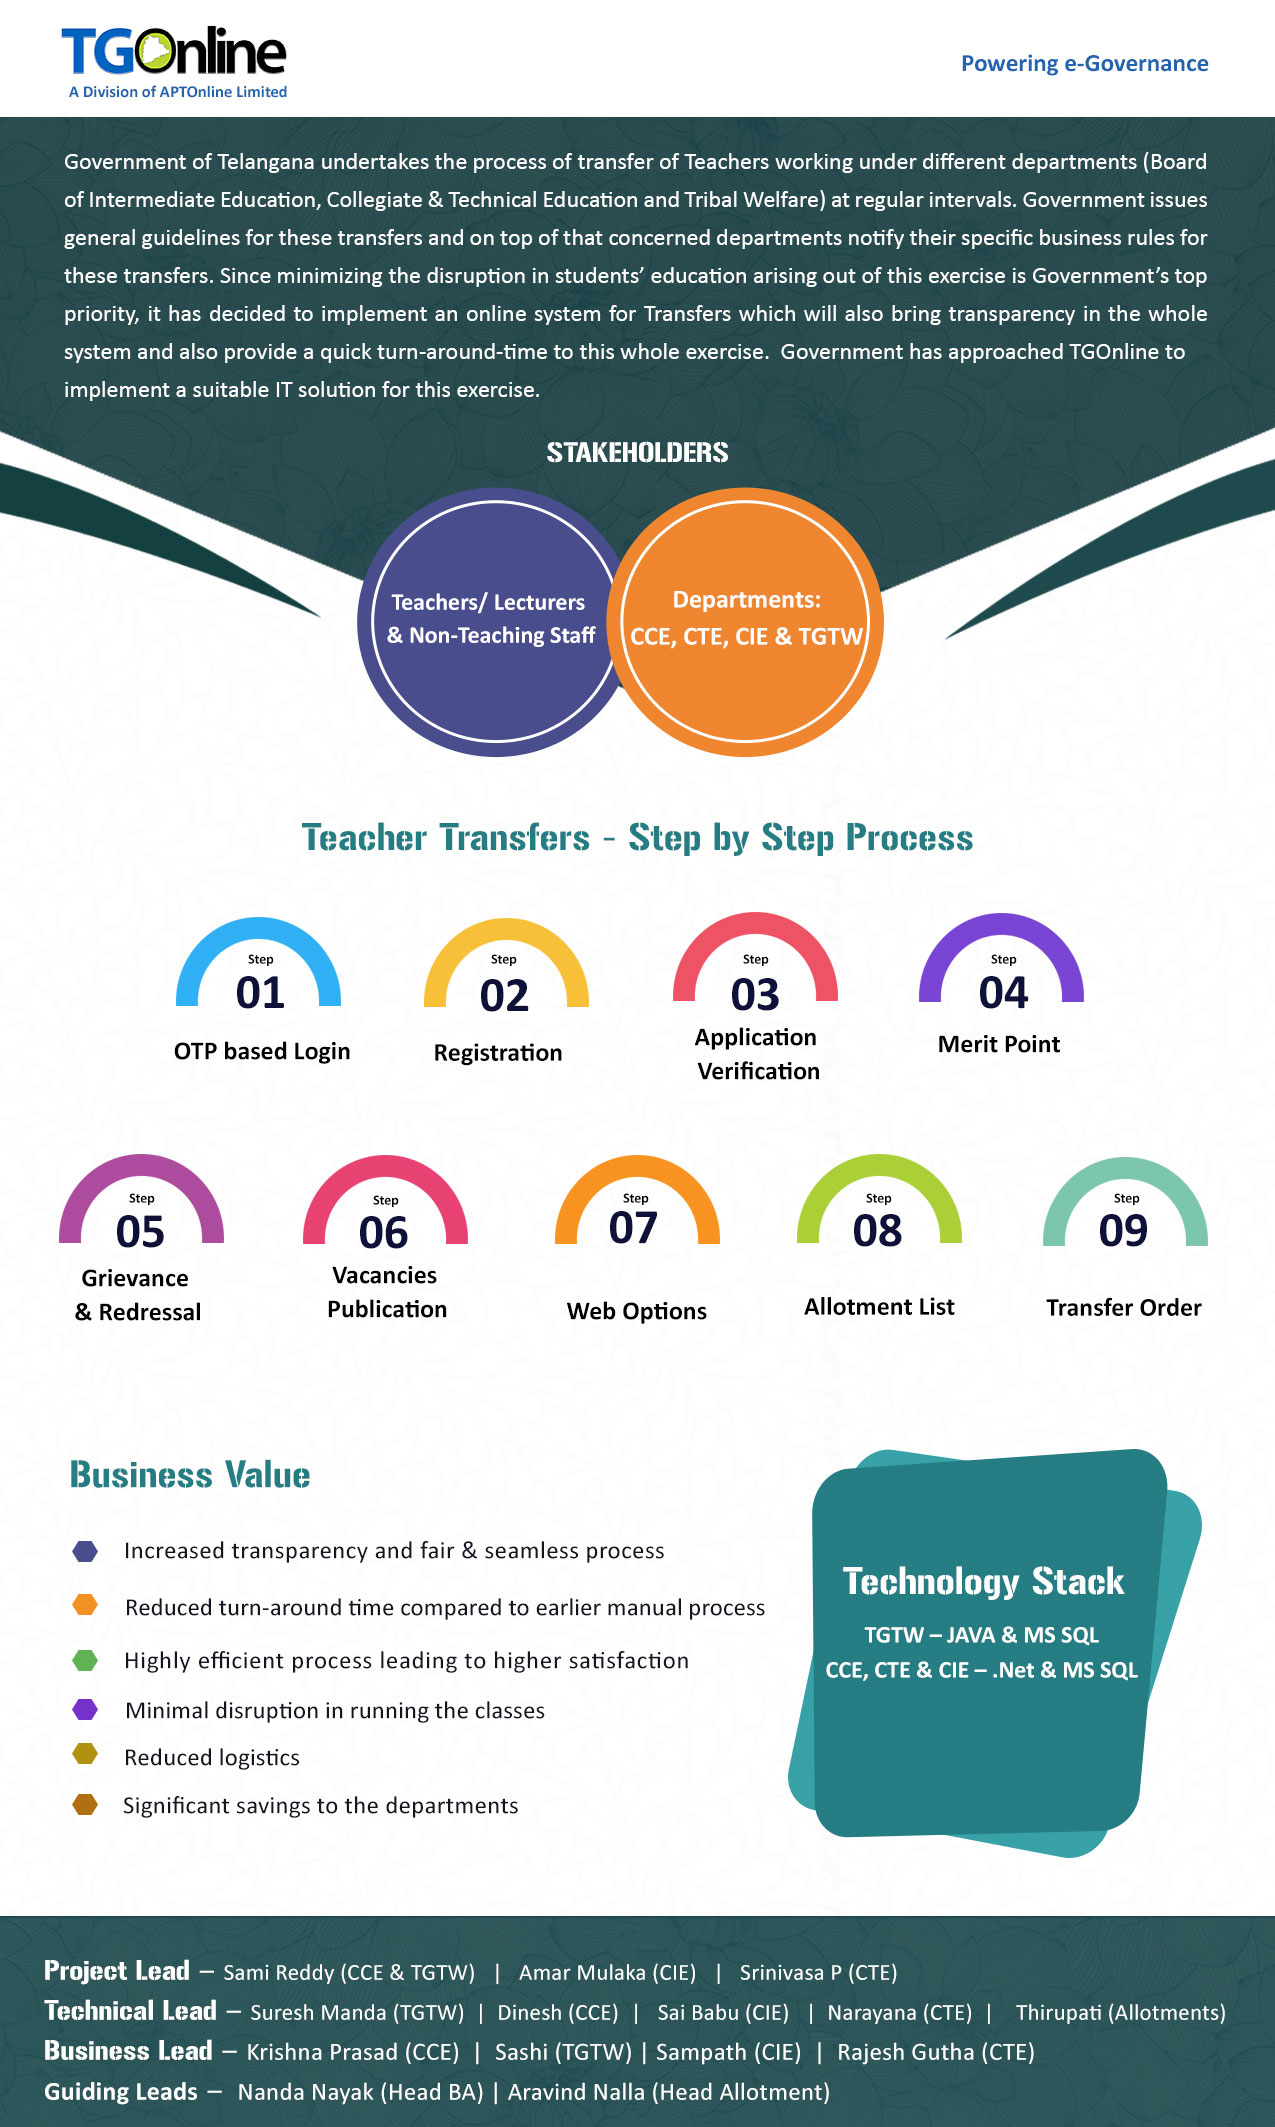 TGOnline
A Division of APTOnline Limited
Powering e-Governance
Government of Telangana undertakes the process of transfer of Teachers working under different departments (Board
of Intermediate Education, Collegiate & Technical Education and Tribal Welfare) at regular intervals. Government issues
general guidelines for these transfers and on top of that concerned departments notify their specific business rules for
these transfers. Since minimizing the disruption in students’ education arising out of this exercise is Government’s top
priority, it has decided to implement an online system for Transfers which will also bring transparency in the whole
system and also provide a quick turn-around-time to this whole exercise. Government has approached TGOnline to
implement a suitable IT solution for this exercise.
STAKEHOLDERS
Teachers/ Lecturers
& Non-Teaching Staff
Departments:
CCE, CTE, CIE & TGTW
Teacher Transfers - Step by Step Process
Step
01
OTP based Login
Step
02
Registration
Step
03
Application
Verification
Step
04
Merit Point
Step
05
Grievance
& Redressal
Step
06
Vacancies
Publication
Step
07
Web Options
Step
08
Allotment List
Step
09
Transfer Order
Business Value
Increased transparency and fair & seamless process
Reduced turn-around time compared to earlier manual process
Highly efficient process leading to higher satisfaction
Minimal disruption in running the classes
Reduced logistics
Significant savings to the departments
Technology Stack
TGTW – JAVA & MS SQL
CCE, CTE & CIE – .Net & MS SQL
Project Lead – Sami Reddy (CCE & TGTW) | Amar Mulaka (CIE) | Srinivasa P (CTE)
Technical Lead – Suresh Manda (TGTW) | Dinesh (CCE) | Sai Babu (CIE) | Narayana (CTE) | Thirupati (Allotments)
Business Lead – Krishna Prasad (CCE) | Sashi (TGTW) | Sampath (CIE) | Rajesh Gutha (CTE)
Guiding Leads – Nanda Nayak (Head BA) | Aravind Nalla (Head Allotment)